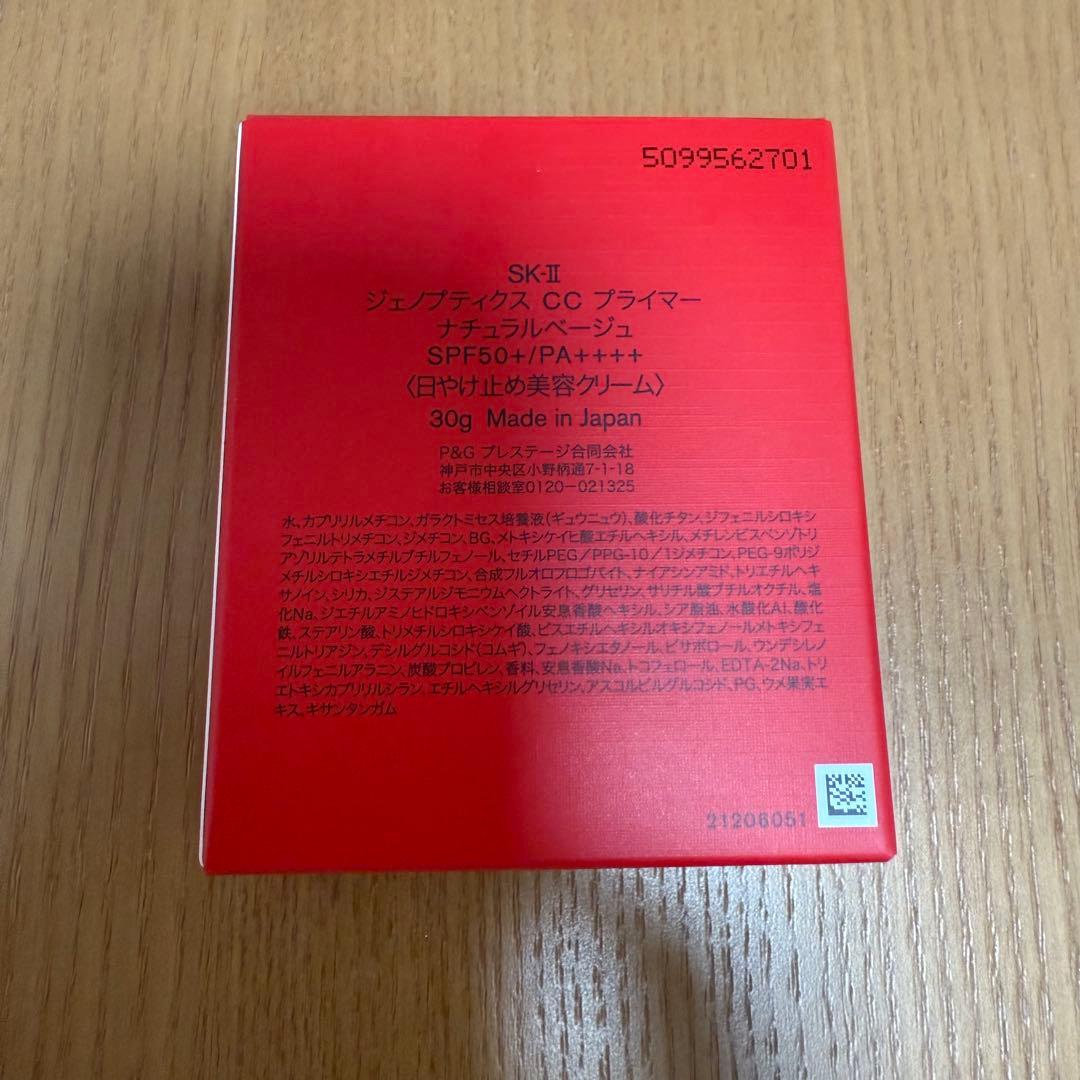 5099562701
SK-II
ジェノプティクス CC プライマー
ナチュラルベージュ
SPF50+/PA++++
〈日やけ止め美容クリーム〉
30g Made in Japan
P&G プレステージ合同会社
神戸市中央区小野柄通7-1-18
お客様相談室0120-021325
水、カプリリルメチコン、ガラクトミセス培養液(ギュウニュウ)、酸化チタン、ジフェニルシロキシ
フェニルトリメチコン、ジメチコン、BG、メトキシケイヒ酸エチルヘキシル、メチレンビスベンゾトリ
アゾリルテトラメチルブチルフェノール、セチルPEG/PPG-10/1ジメチコン、PEG-9ポリジ
メチルシロキシエチルジメチコン、合成フルオロフロゴパイト、ナイアシンアミド、トリエチルヘキ
サノイン、シリカ、ジステアルジモニウムヘクトライト、グリセリン、サリチル酸ブチルオクチル、塩
化Na、ジエチルアミノヒドロキシベンゾイル安息香酸ヘキシル、シア脂油、水酸化Al、酸化
鉄、ステアリン酸、トリメチルシロキシケイ酸、ビスエチルヘキシルオキシフェノールメトキシフェ
ニルトリアジン、デシルグルコシド(コムギ)、フェノキシエタノール、ビサボロール、ウンデシレノ
イルフェニルアラニン、炭酸プロピレン、香料、安息香酸Na、トコフェロール、EDTA-2Na、トリ
エトキシカプリリルシラン、エチルヘキシルグリセリン、アスコルビルグルコシド、PG、ウメ果実エ
キス、キサンタンガム
21206051